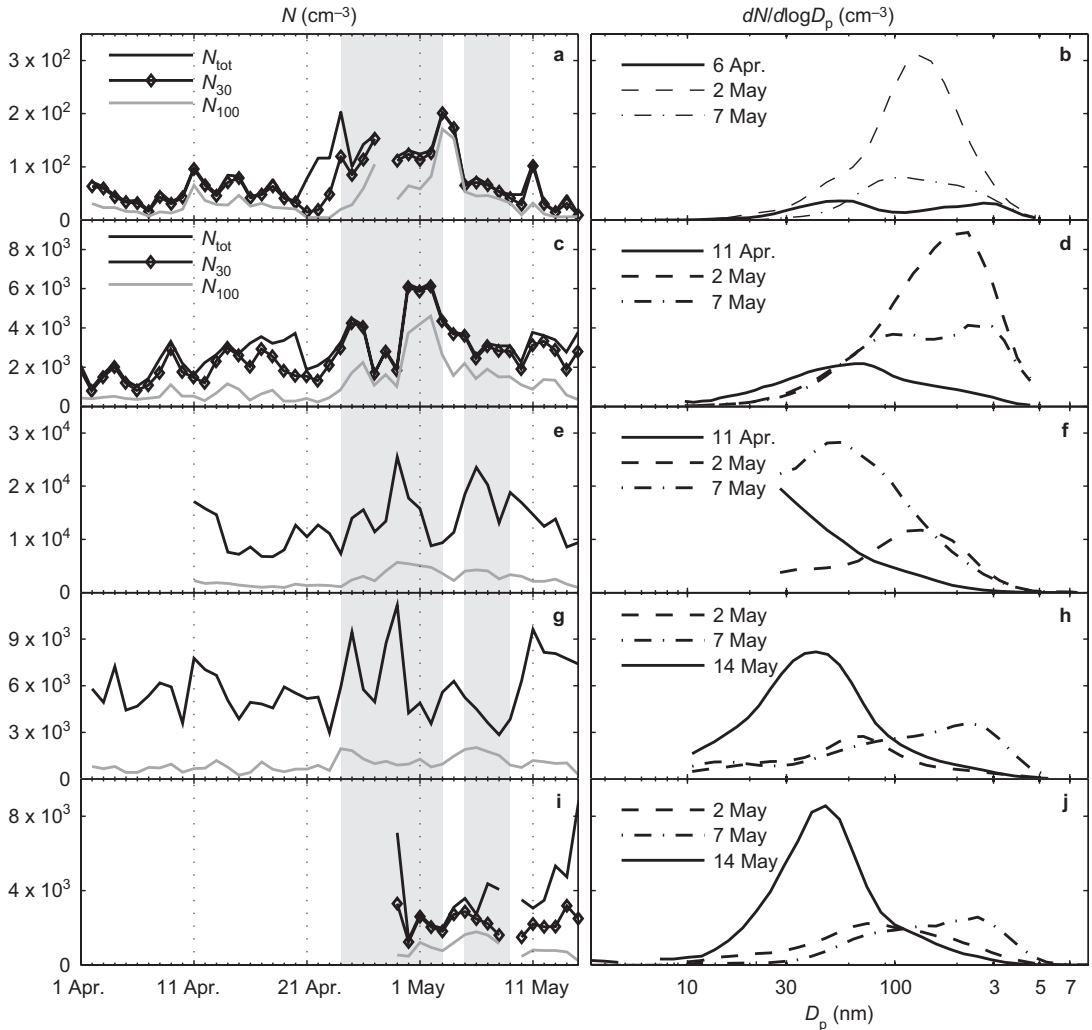 N (cm–3)
dN/dlogDp (cm–3)
3 x 10²
2 x 10²
1 x 10²
0
Ntot
N30
N100
a
6 Apr.
2 May
7 May
b
8 x 10³
6 x 10³
4 x 10³
2 x 10³
0
Ntot
N30
N100
c
11 Apr.
2 May
7 May
d
3 x 10⁴
2 x 10⁴
1 x 10⁴
0
e
11 Apr.
2 May
7 May
f
9 x 10³
6 x 10³
3 x 10³
0
g
2 May
7 May
14 May
h
8 x 10³
4 x 10³
0
i
2 May
7 May
14 May
j
1 Apr. 11 Apr. 21 Apr. 1 May 11 May
10 30 100 3 5 7
Dp (nm)